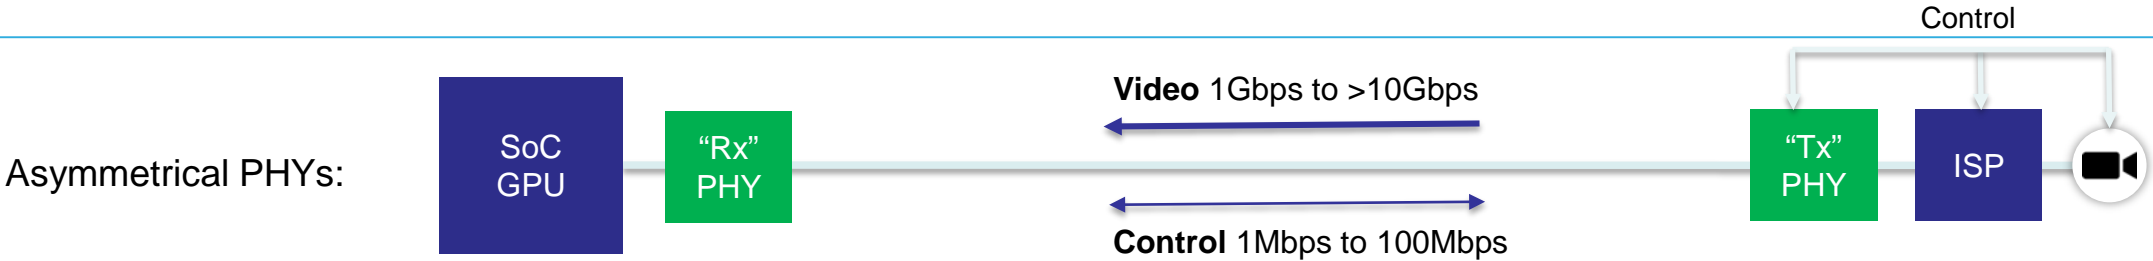 Control
Video 1Gbps to >10Gbps
Asymmetrical PHYs:
SoC
GPU
“Rx”
PHY
“Tx”
PHY
ISP
Control 1Mbps to 100Mbps